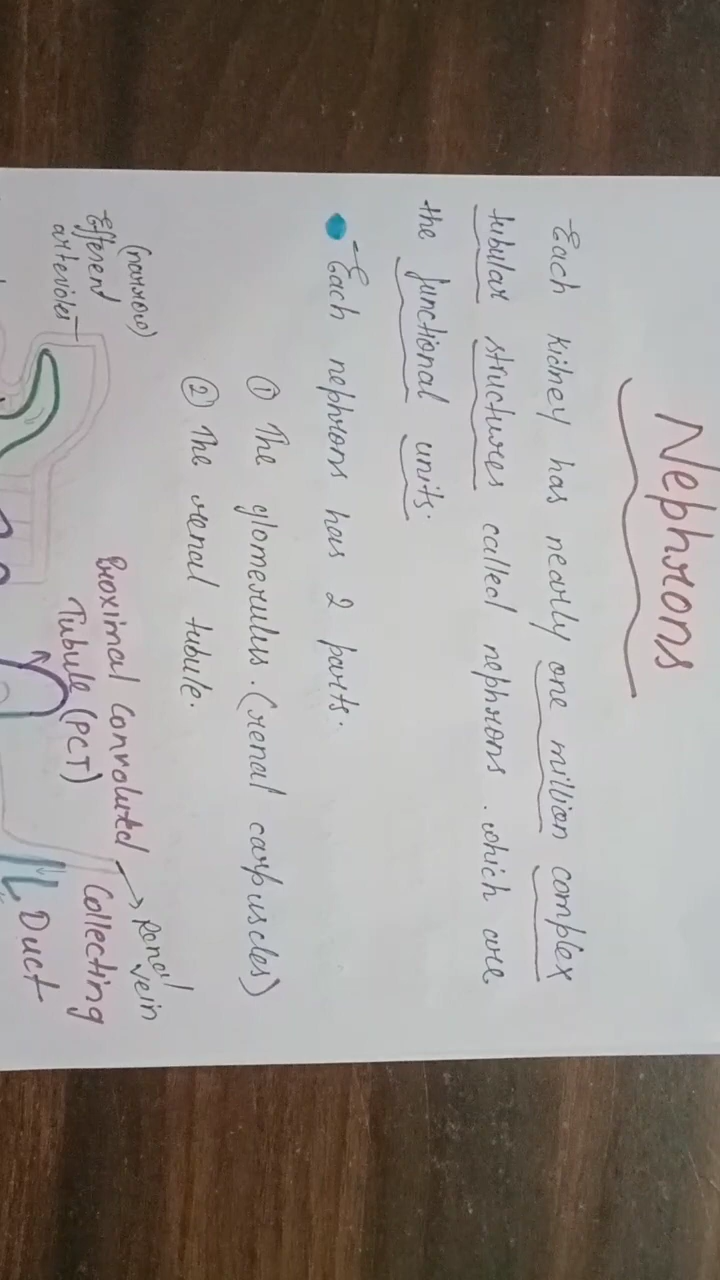 Nephrons
Each kidney has nearly one million complex
tubular structures called nephrons. which are
the functional units.
Each nephrons has 2 parts.
① The glomerulus. (renal carpuscles)
② The renal tubule.
(narrow)
Efferent
arterioles
Proximal Convoluted
Tubule (PCT)
Renal
vein
Collecting
Duct